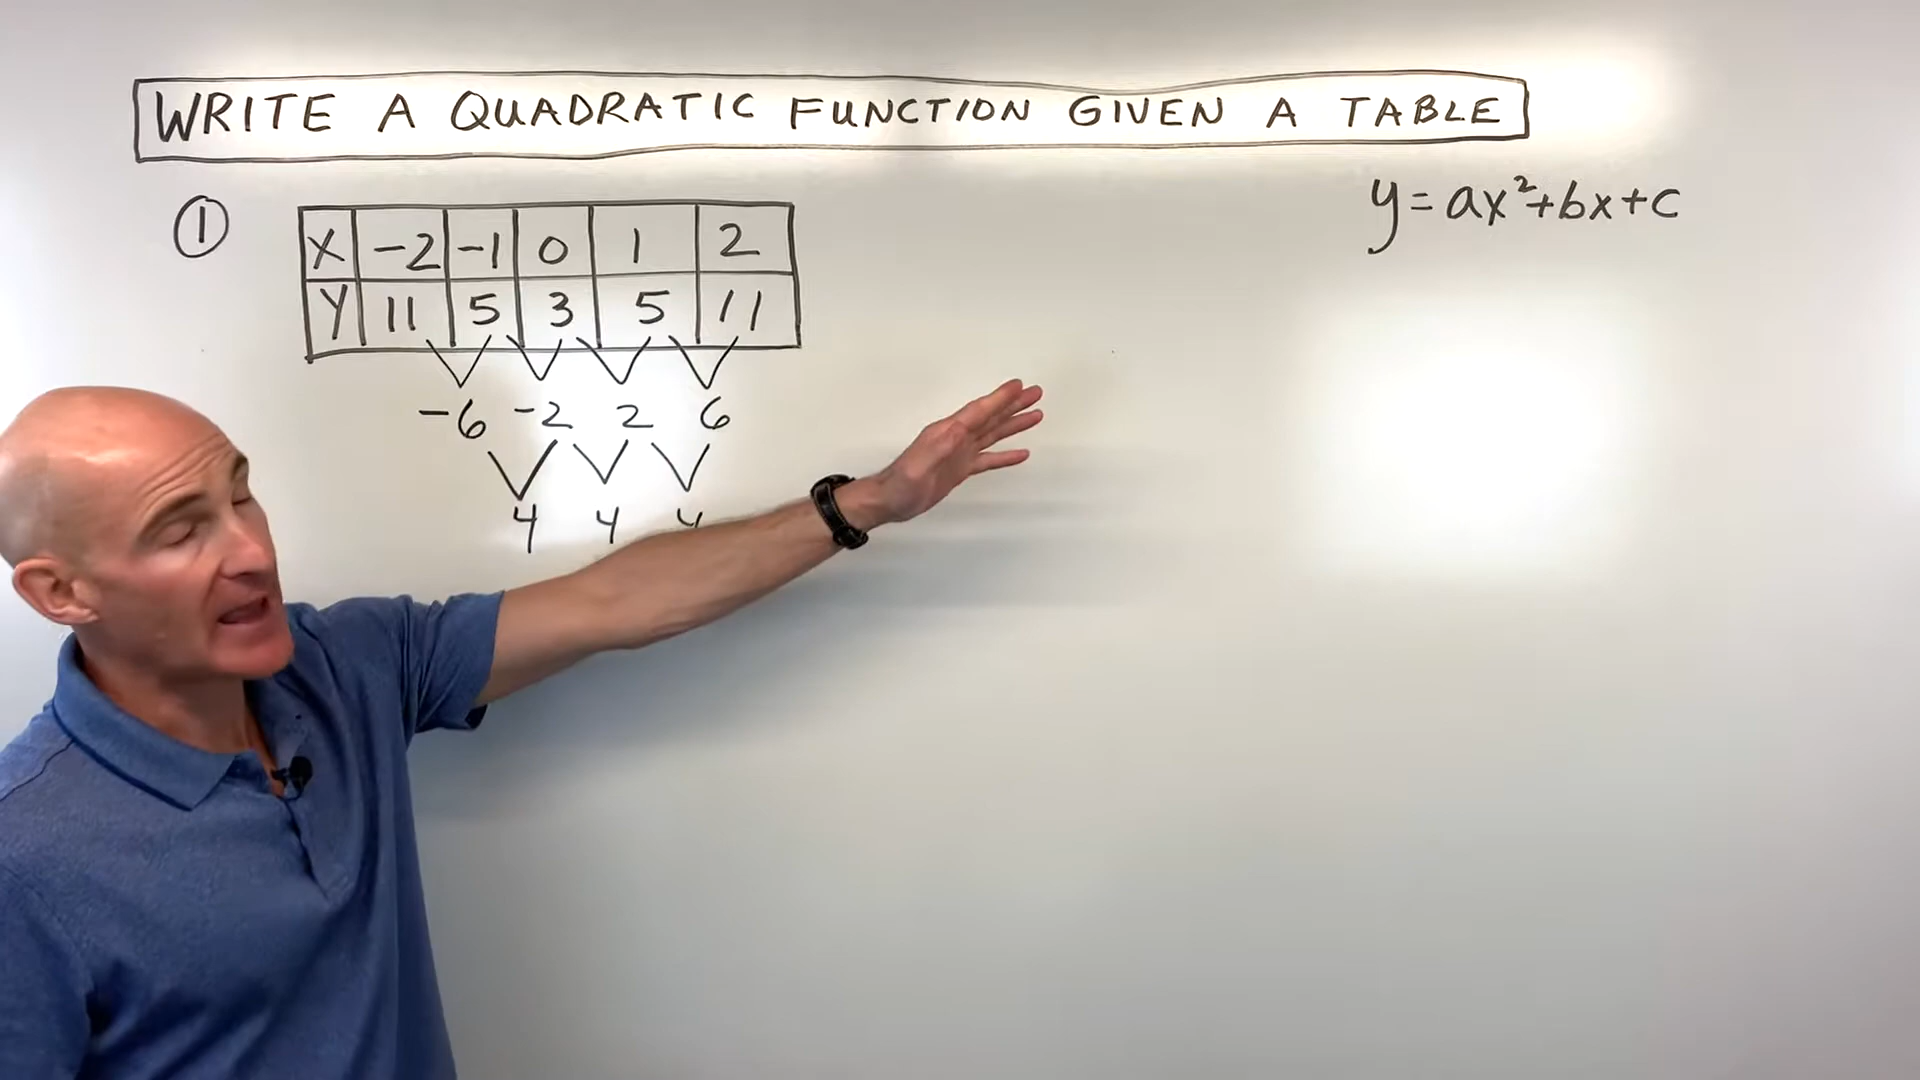 WRITE A QUADRATIC FUNCTION GIVEN A TABLE
y=ax²+bx+c
①
X -2 -1 0 1 2
Y 11 5 3 5 11
-6 -2 2 6
4 4 4